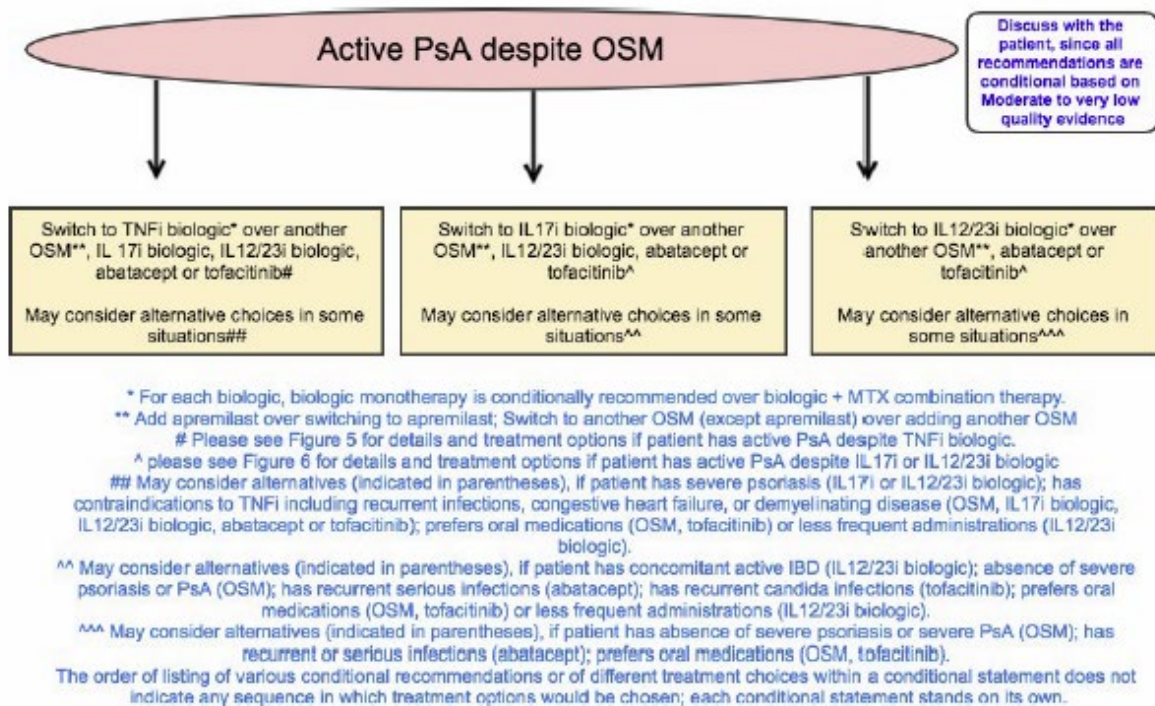 Active PsA despite OSM
Discuss with the
patient, since all
recommendations are
conditional based on
Moderate to very low
quality evidence
Switch to TNFi biologic* over another
OSM**, IL 17i biologic, IL12/23i biologic,
abatacept or tofacitinib#
May consider alternative choices in some
situations##
Switch to IL17i biologic* over another
OSM**, IL12/23i biologic, abatacept or
tofacitinib^
May consider alternative choices in some
situations^^
Switch to IL12/23i biologic* over
another OSM**, abatacept or
tofacitinib^
May consider alternative choices in
some situations^^^
* For each biologic, biologic monotherapy is conditionally recommended over biologic + MTX combination therapy.
** Add apremilast over switching to apremilast; Switch to another OSM (except apremilast) over adding another OSM
# Please see Figure 5 for details and treatment options if patient has active PsA despite TNFi biologic.
^ please see Figure 6 for details and treatment options if patient has active PsA despite IL17i or IL12/23i biologic
## May consider alternatives (indicated in parentheses), if patient has severe psoriasis (IL17i or IL12/23i biologic); has
contraindications to TNFi including recurrent infections, congestive heart failure, or demyelinating disease (OSM, IL17i biologic,
IL12/23i biologic, abatacept or tofacitinib); prefers oral medications (OSM, tofacitinib) or less frequent administrations (IL12/23i
biologic).
^^ May consider alternatives (indicated in parentheses), if patient has concomitant active IBD (IL12/23i biologic); absence of severe
psoriasis or PsA (OSM); has recurrent serious infections (abatacept); has recurrent candida infections (tofacitinib); prefers oral
medications (OSM, tofacitinib) or less frequent administrations (IL12/23i biologic).
^^^ May consider alternatives (indicated in parentheses), if patient has absence of severe psoriasis or severe PsA (OSM); has
recurrent or serious infections (abatacept); prefers oral medications (OSM, tofacitinib).
The order of listing of various conditional recommendations or of different treatment choices within a conditional statement does not
indicate any sequence in which treatment options would be chosen; each conditional statement stands on its own.